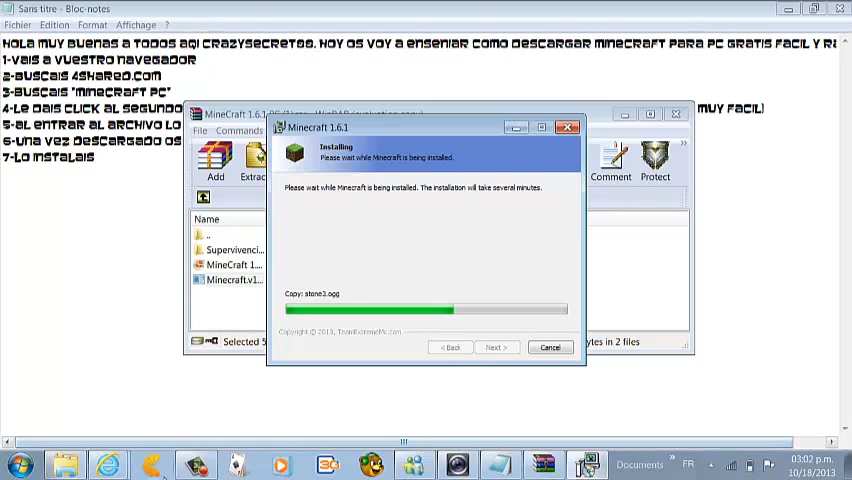 Sans titre - Bloc-notes
Fichier Edition Format Affichage ?
HOLA MUY BUENAS A TODOS AQI CRAZYSECRET00. HOY OS VOY A ENSENIAR COMO DESCARGAR MINECRAFT PARA PC GRATIS FACIL Y RA
1-VAIS A VUESTRO NAVEGADOR
2-BUSCAIS 4SHARED.COM
3-BUSCAIS "MINECRAFT PC"
4-LE DAIS CLICK AL SEGUNDO MUY FACIL)
5-AL ENTRAR AL ARCHIVO LO
6-UNA VEZ DESCARGADO OS
7-LO INSTALAIS
MineCraft 1.6.1
File Commands
Add Extrac Comment Protect
Name
..
Supervivenci...
MineCraft 1....
Minecraft.v1...
Selected 5 ytes in 2 files
Minecraft 1.6.1
Installing
Please wait while Minecraft is being installed.
Please wait while Minecraft is being installed. The installation will take several minutes.
Copy: stone3.ogg
Copyright © 2013, TeamExtremeMc.com
< Back Next > Cancel
Documents » FR 03:02 p.m.
10/18/2013